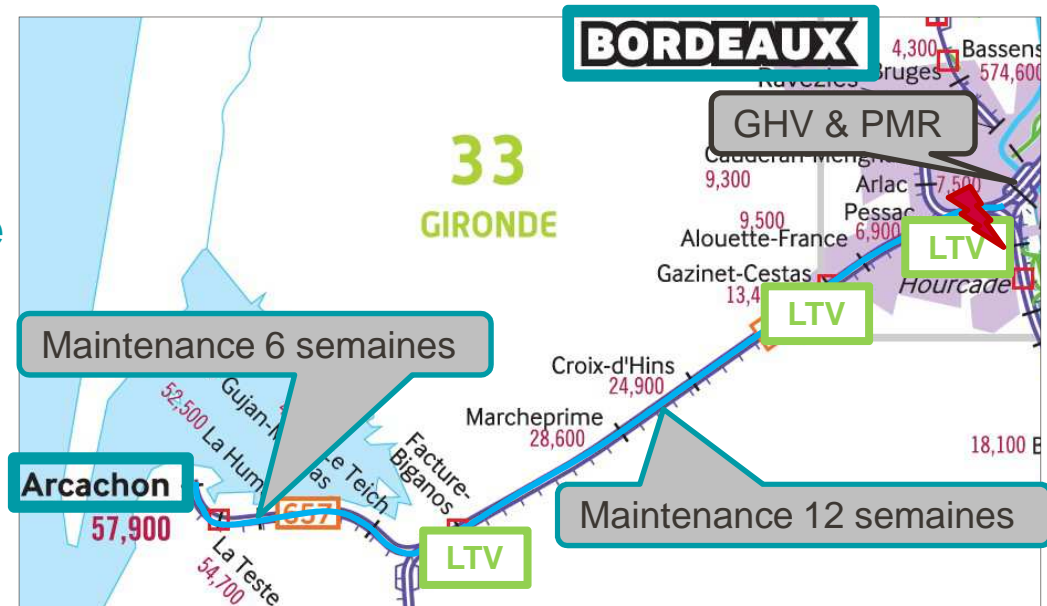 BORDEAUX
4,300
Bassens
574,600
Bruges
Ravezies
GHV & PMR
33
GIRONDE
9,300
Arlac
7,500
Pessac
6,900
9,500
Alouette-France
LTV
Gazinet-Cestas
Hourcade
LTV
e
Maintenance 6 semaines
Croix-d'Hins
24,900
Marcheprime
28,600
18,100
Facture-
Biganos
Le Teich
52,500
Arcachon
57,900
657
Maintenance 12 semaines
LTV
La Teste
54,700